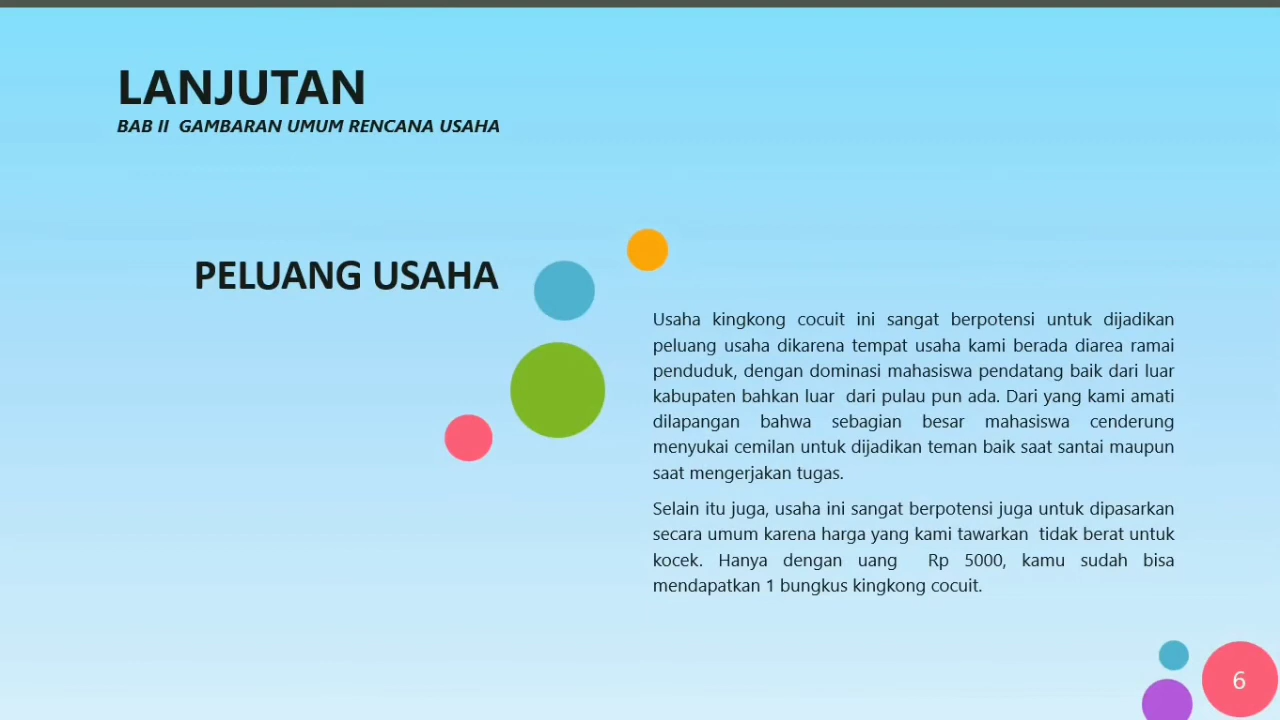 LANJUTAN
BAB II GAMBARAN UMUM RENCANA USAHA
PELUANG USAHA
Usaha kingkong cocuit ini sangat berpotensi untuk dijadikan
peluang usaha dikarena tempat usaha kami berada diarea ramai
penduduk, dengan dominasi mahasiswa pendatang baik dari luar
kabupaten bahkan luar dari pulau pun ada. Dari yang kami amati
dilapangan bahwa sebagian besar mahasiswa cenderung
menyukai cemilan untuk dijadikan teman baik saat santai maupun
saat mengerjakan tugas.
Selain itu juga, usaha ini sangat berpotensi juga untuk dipasarkan
secara umum karena harga yang kami tawarkan tidak berat untuk
kocek. Hanya dengan uang Rp 5000, kamu sudah bisa
mendapatkan 1 bungkus kingkong cocuit.
6